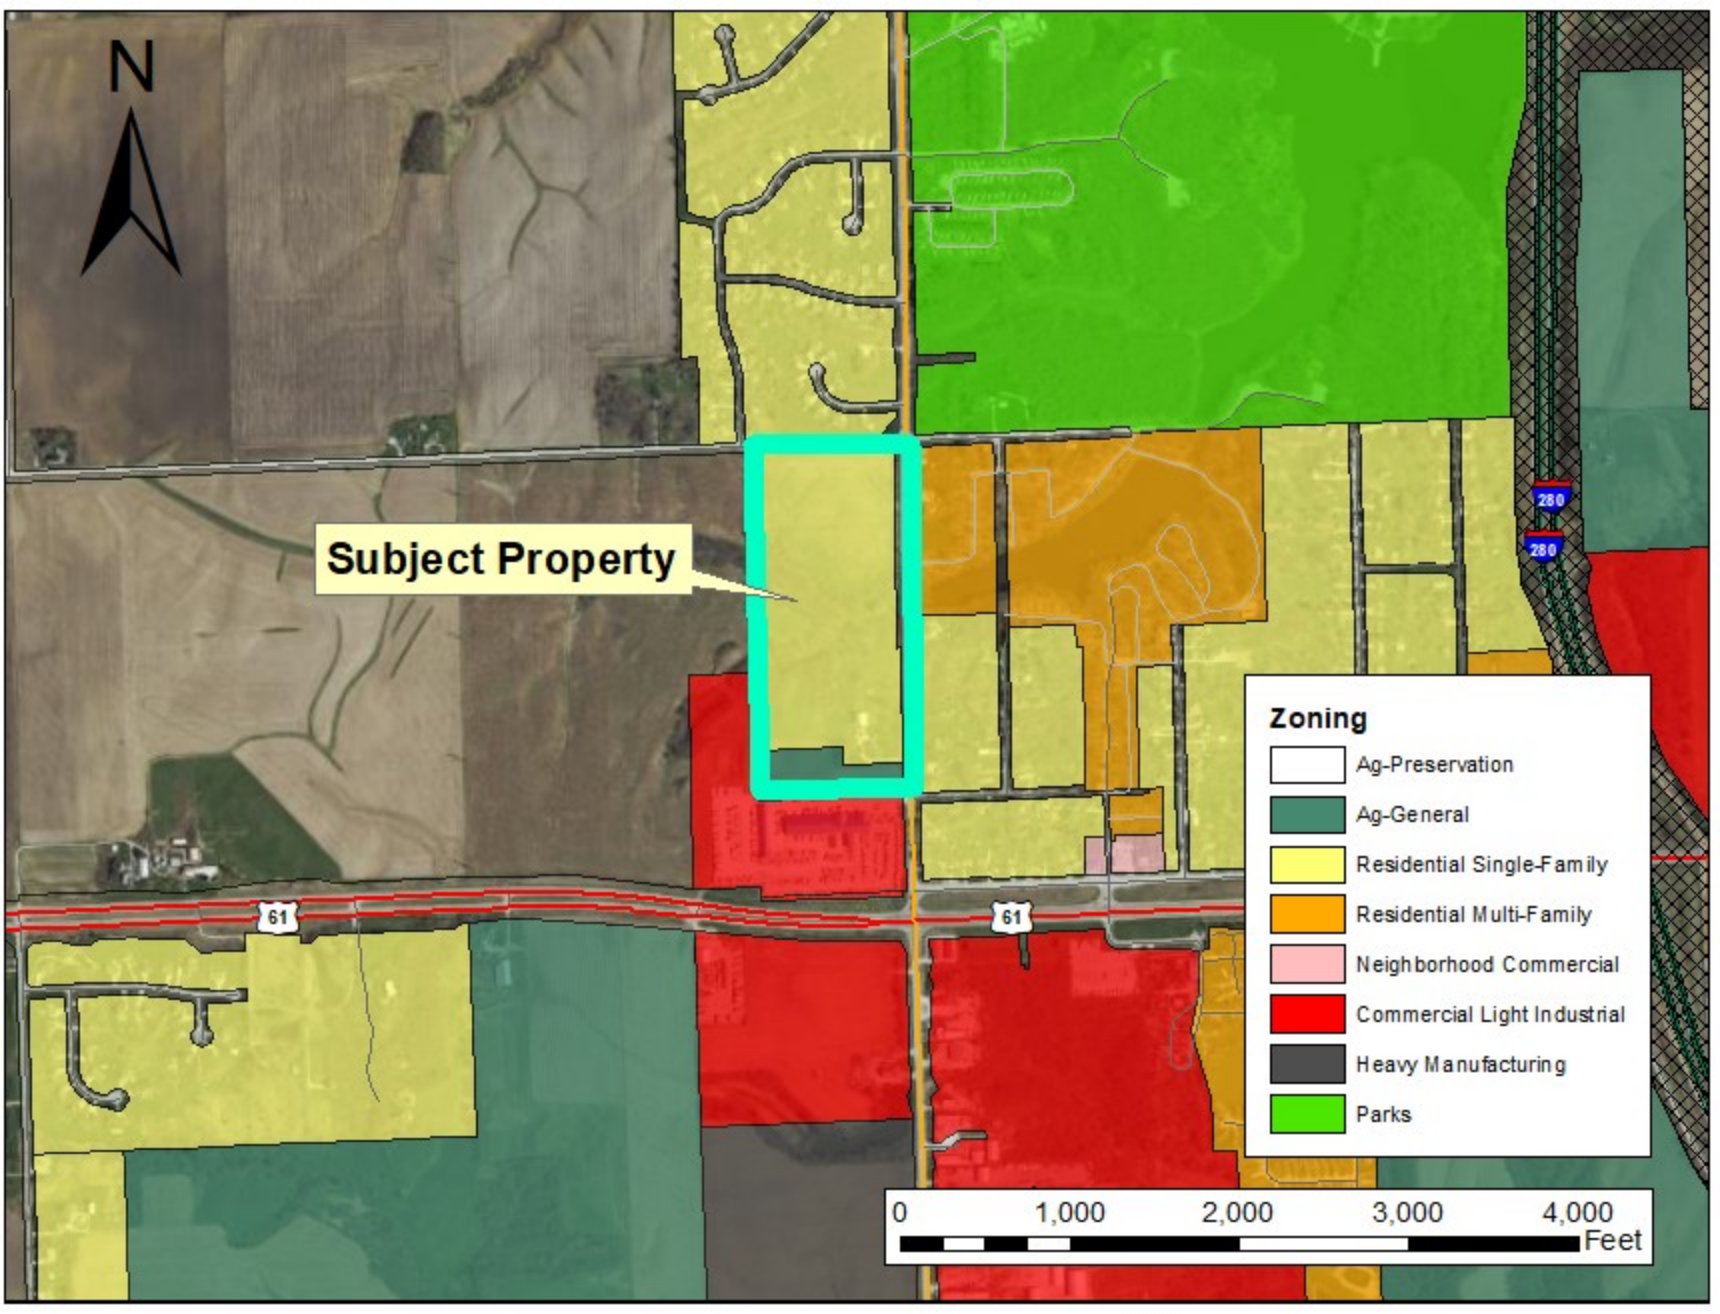 N
280
280
Subject Property
61
61
Zoning
Ag-Preservation
Ag-General
Residential Single-Family
Residential Multi-Family
Neighborhood Commercial
Commercial Light Industrial
Heavy Manufacturing
Parks
0 1,000 2,000 3,000 4,000
Feet